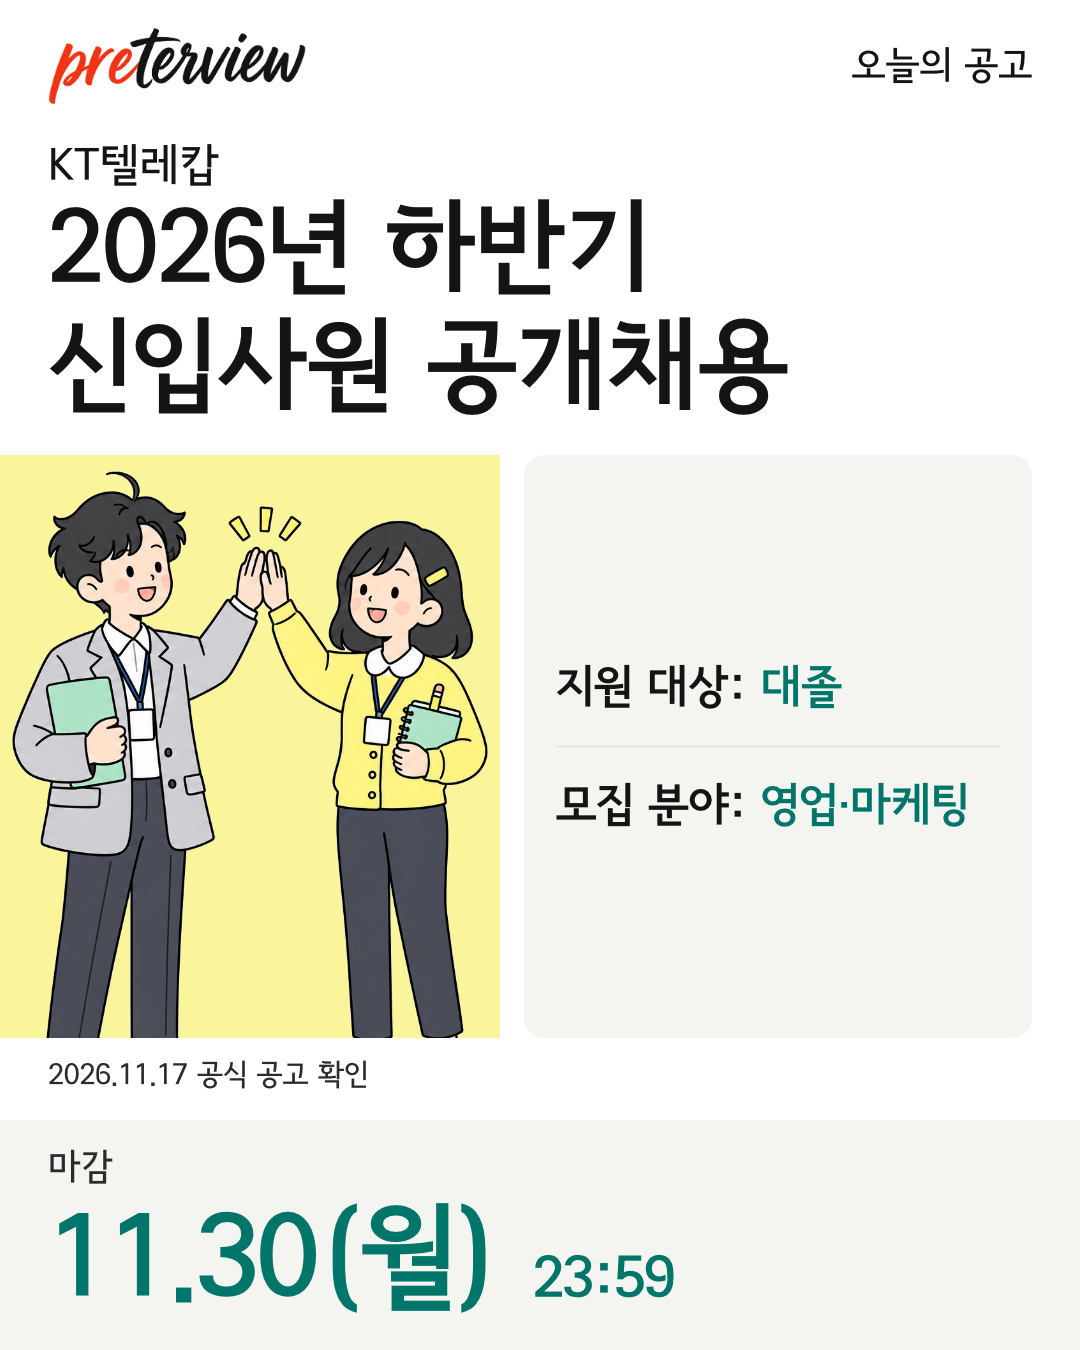 preterview
오늘의 공고
KT텔레캅
2026년 하반기
신입사원 공개채용
지원 대상: 대졸
모집 분야: 영업·마케팅
2026.11.17 공식 공고 확인
마감
11.30(월) 23:59